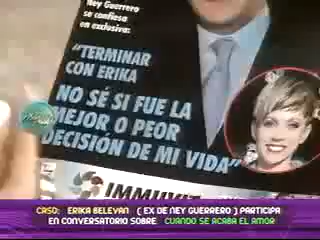 Ney Guerrero
se confiesa
en exclusiva:
"TERMINAR
CON ERIKA
NO SÉ SI FUE LA
MEJOR O PEOR
DECISIÓN DE MI VIDA"
IMMUVIT
CASO: ERIKA BELEVAN ( EX DE NEY GUERRERO ) PARTICIPA
EN CONVERSATORIO SOBRE CUANDO SE ACABA EL AMOR